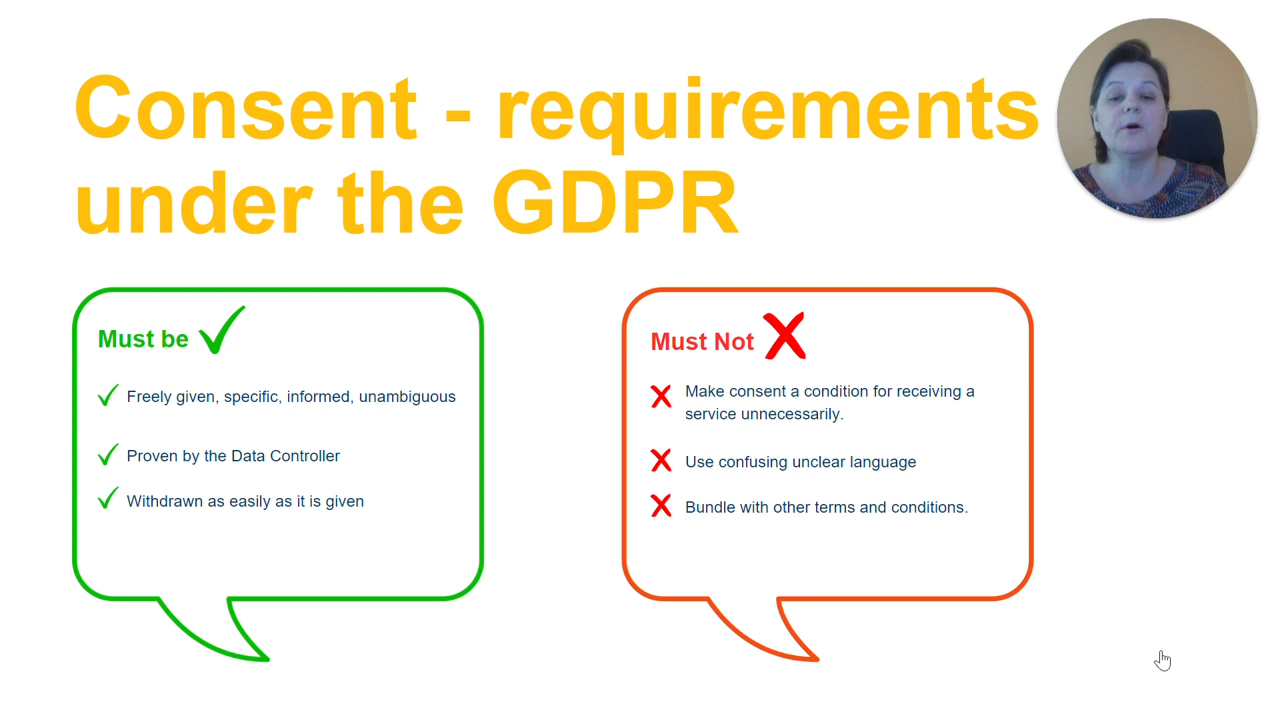 Consent - requirements
under the GDPR
Must be
Freely given, specific, informed, unambiguous
Proven by the Data Controller
Withdrawn as easily as it is given
Must Not
Make consent a condition for receiving a
service unnecessarily.
Use confusing unclear language
Bundle with other terms and conditions.